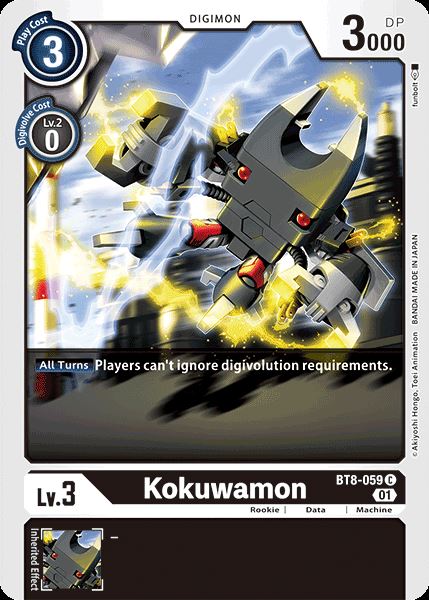 Play Cost
3
DIGIMON
DP
3000
Digivolve Cost
Lv.2
0
funbolt
©Akiyoshi Hongo, Toei Animation BANDAI MADE IN JAPAN
All Turns Players can't ignore digivolution requirements.
Lv.3
Kokuwamon
BT8-059 C
01
Rookie | Data | Machine
Inherited Effect
–